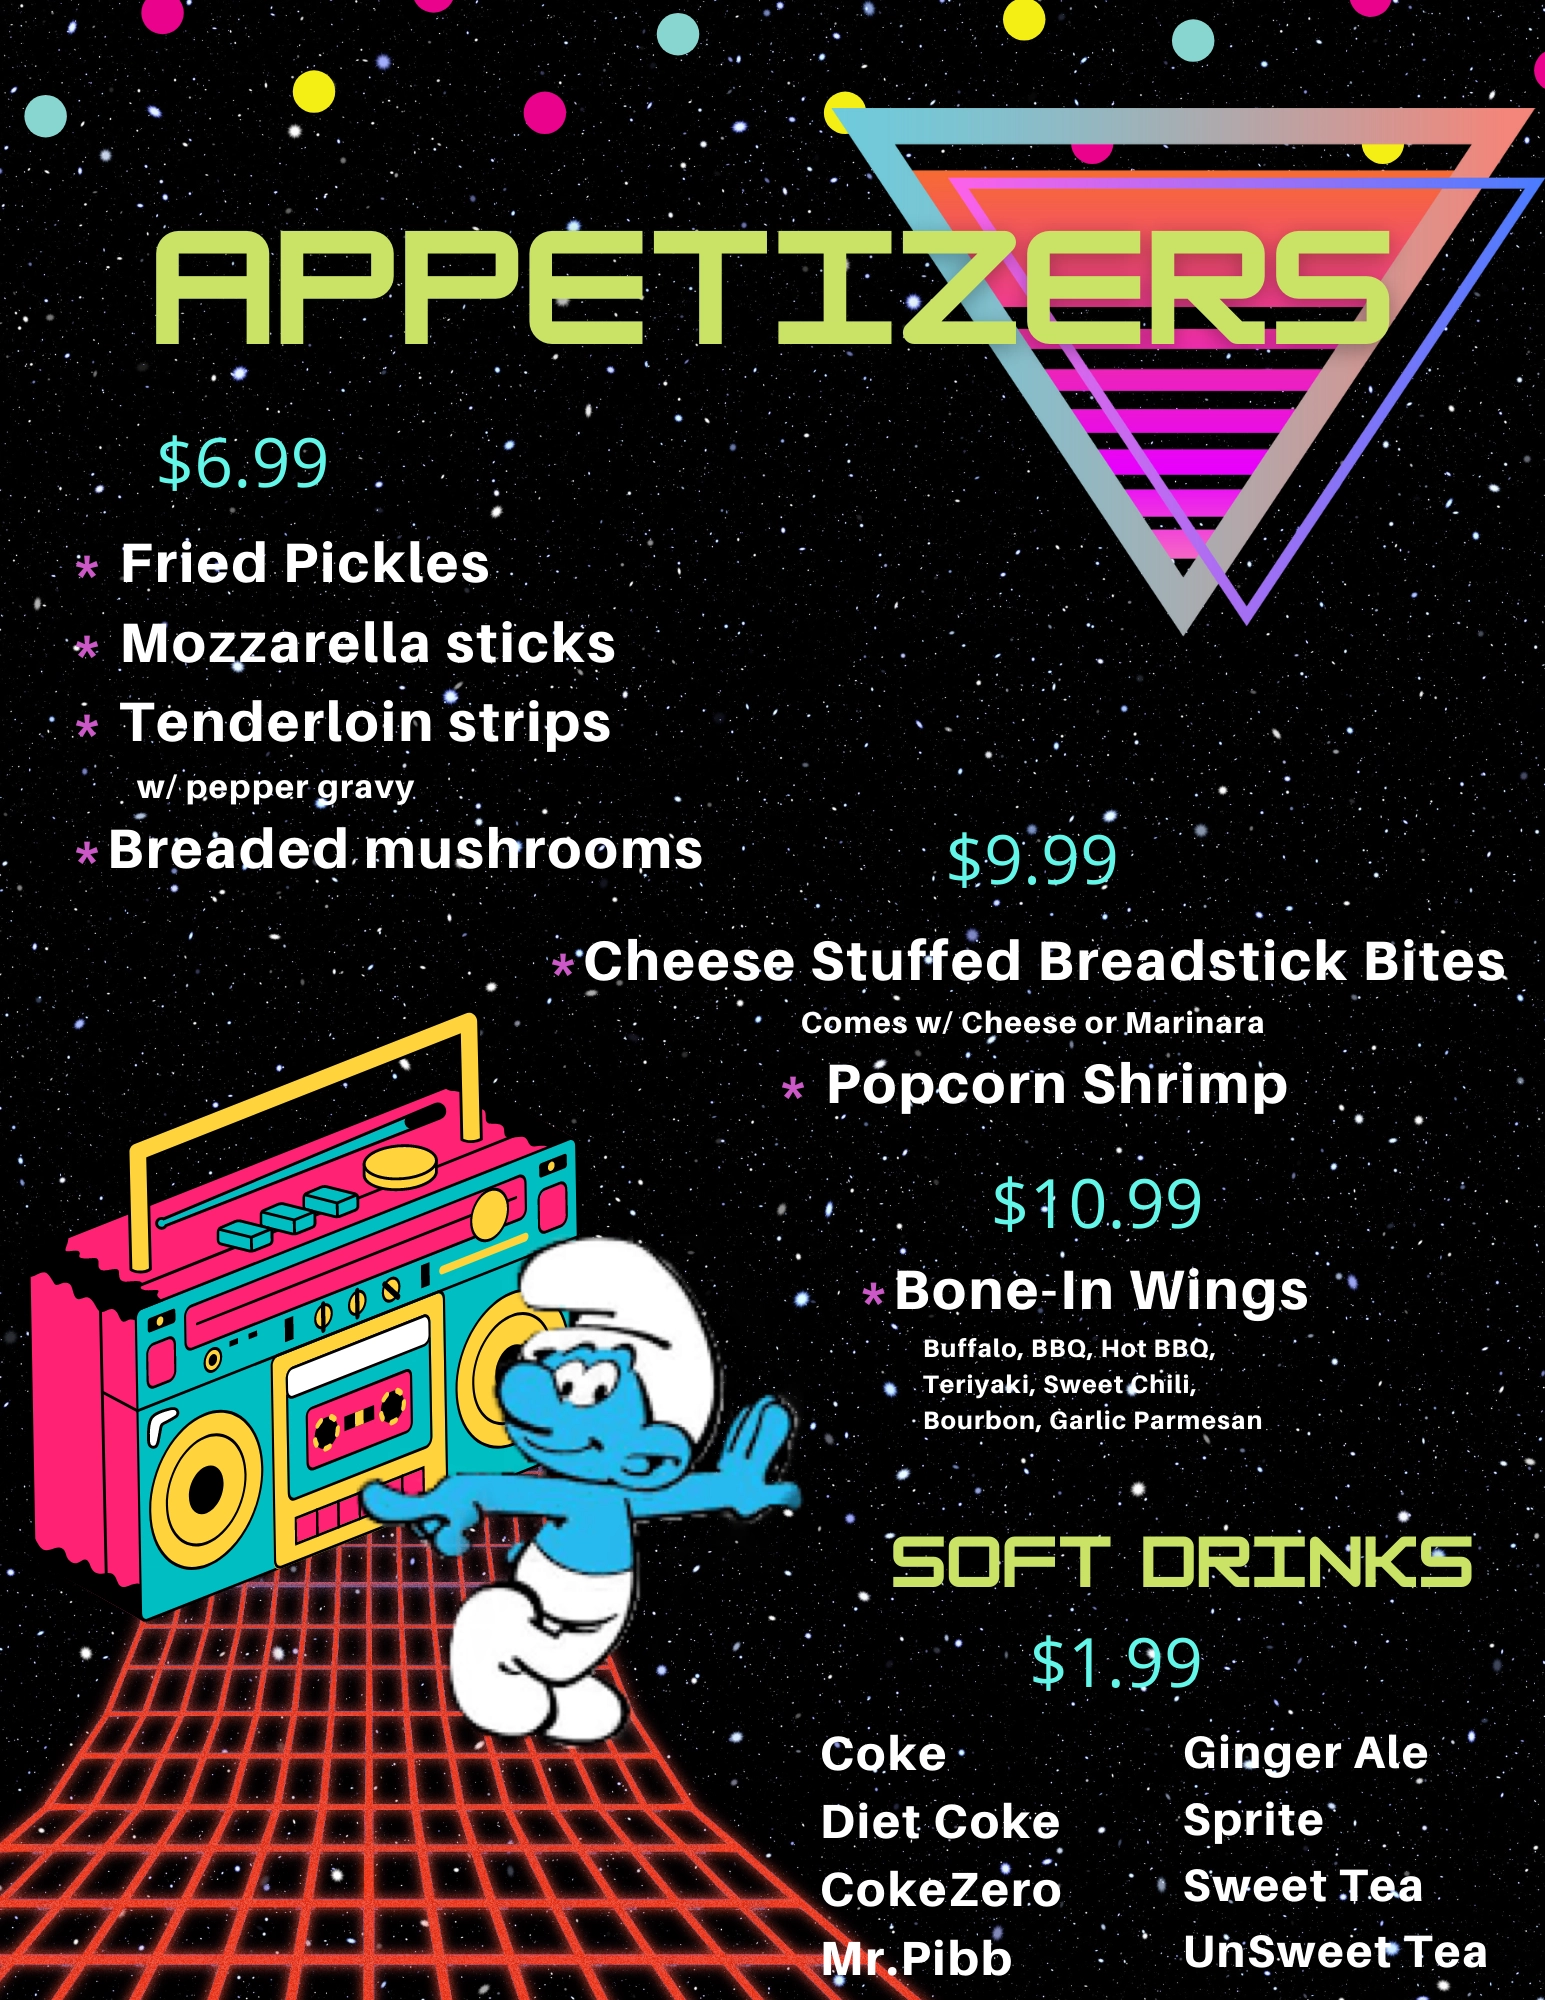 APPETIZERS
$6.99
* Fried Pickles
* Mozzarella sticks
* Tenderloin strips
w/ pepper gravy
* Breaded mushrooms
$9.99
* Cheese Stuffed Breadstick Bites
Comes w/ Cheese or Marinara
* Popcorn Shrimp
$10.99
* Bone-In Wings
Buffalo, BBQ, Hot BBQ,
Teriyaki, Sweet Chili,
Bourbon, Garlic Parmesan
SOFT DRINKS
$1.99
Coke
Diet Coke
CokeZero
Mr.Pibb
Ginger Ale
Sprite
Sweet Tea
UnSweet Tea